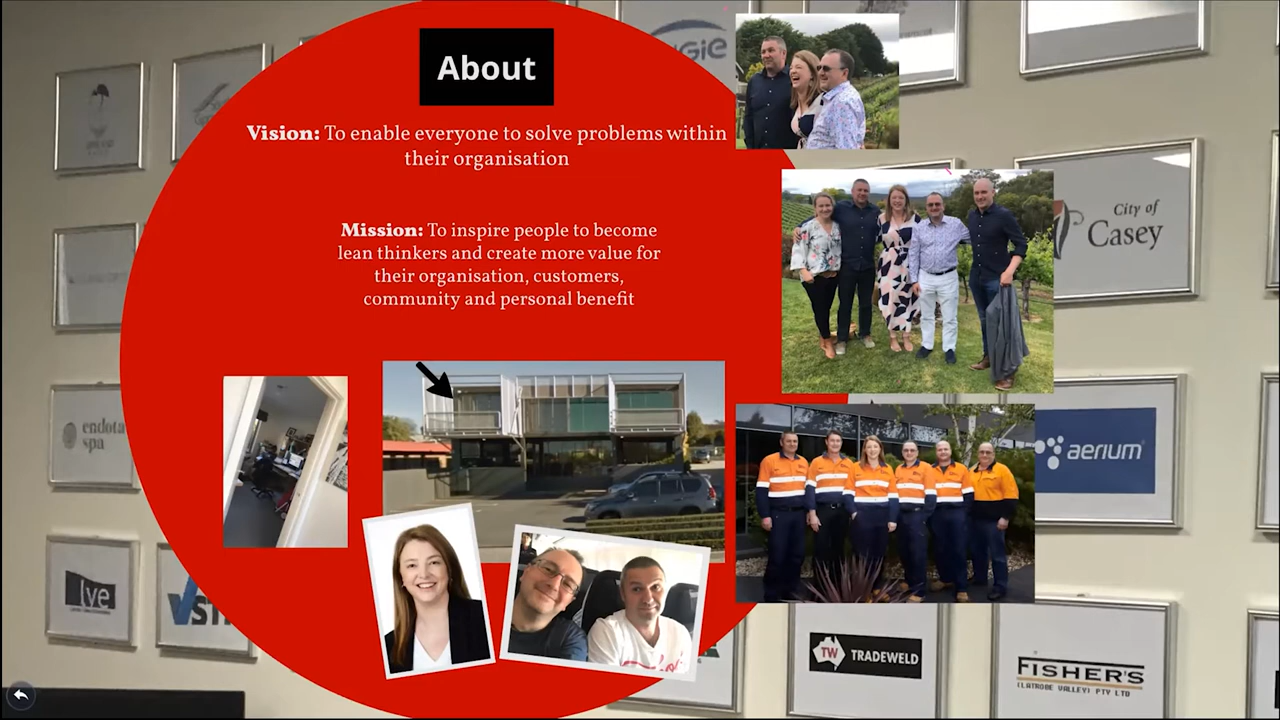 About
Vision: To enable everyone to solve problems within
their organisation
Mission: To inspire people to become
lean thinkers and create more value for
their organisation, customers,
community and personal benefit
City of
Casey
endota
spa
aerium
Ive
TW TRADEWELD
FISHER'S
(LATROBE VALLEY) PTY LTD